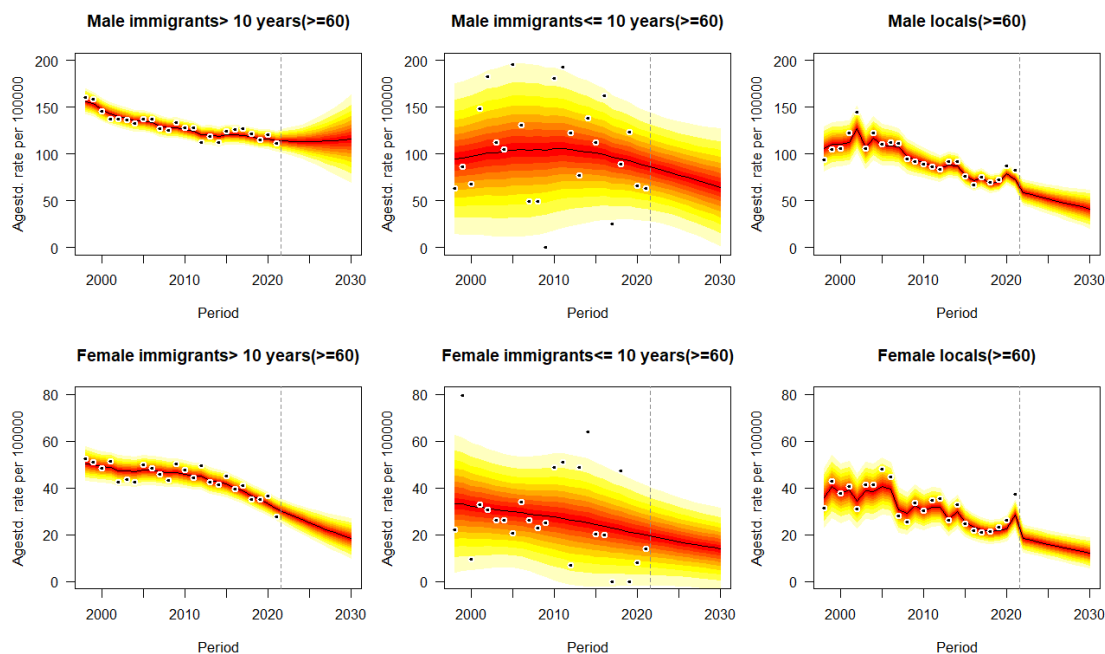 Male immigrants> 10 years(>=60)
Agestd. rate per 100000
200
150
100
50
0
2000 2010 2020 2030
Period
Male immigrants<= 10 years(>=60)
Agestd. rate per 100000
200
150
100
50
0
2000 2010 2020 2030
Period
Male locals(>=60)
Agestd. rate per 100000
200
150
100
50
0
2000 2010 2020 2030
Period
Female immigrants> 10 years(>=60)
Agestd. rate per 100000
80
60
40
20
0
2000 2010 2020 2030
Period
Female immigrants<= 10 years(>=60)
Agestd. rate per 100000
80
60
40
20
0
2000 2010 2020 2030
Period
Female locals(>=60)
Agestd. rate per 100000
80
60
40
20
0
2000 2010 2020 2030
Period